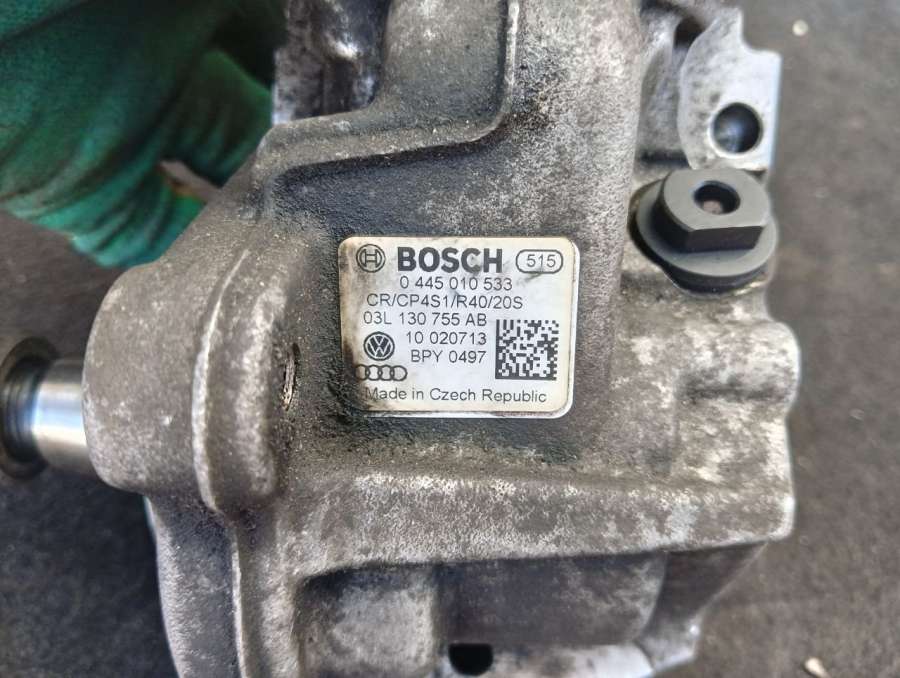 BOSCH 515
0 445 010 533
CR/CP4S1/R40/20S
03L 130 755 AB
10 020713
BPY 0497
Made in Czech Republic